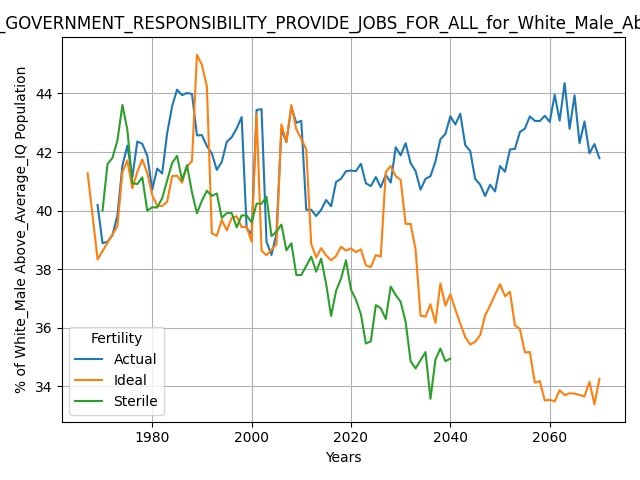 _GOVERNMENT_RESPONSIBILITY_PROVIDE_JOBS_FOR_ALL_for_White_Male_Ab
% of White_Male Above_Average_IQ Population
44
42
40
38
36
34
Fertility
Actual
Ideal
Sterile
1980
2000
2020
2040
2060
Years